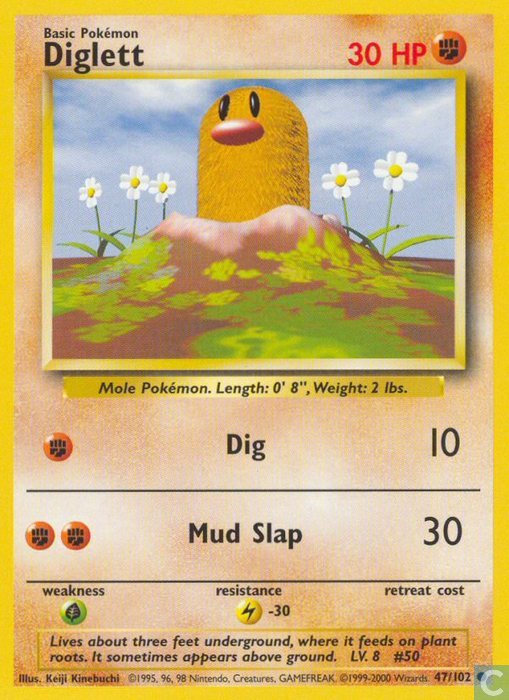 Basic Pokémon
Diglett 30 HP
Mole Pokémon. Length: 0' 8", Weight: 2 lbs.
Dig 10
Mud Slap 30
weakness resistance retreat cost
-30
Lives about three feet underground, where it feeds on plant
roots. It sometimes appears above ground. LV. 8 #50
Illus. Keiji Kinebuchi ©1995, 96, 98 Nintendo, Creatures, GAMEFREAK. ©1999-2000 Wizards. 47/102
C